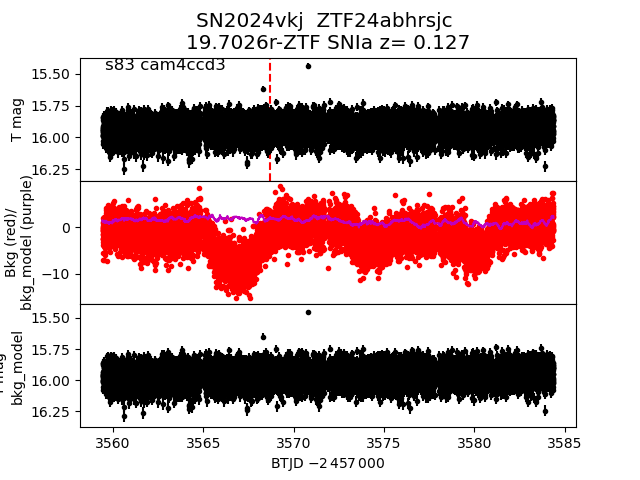 SN2024vkj  ZTF24abhrsjc
19.7026r-ZTF SNIa z= 0.127
s83 cam4ccd3
T mag
15.50
15.75
16.00
16.25
Bkg (red)/
bkg_model (purple)
0
−10
bkg_model
15.50
15.75
16.00
16.25
3560 3565 3570 3575 3580 3585
BTJD −2 457 000